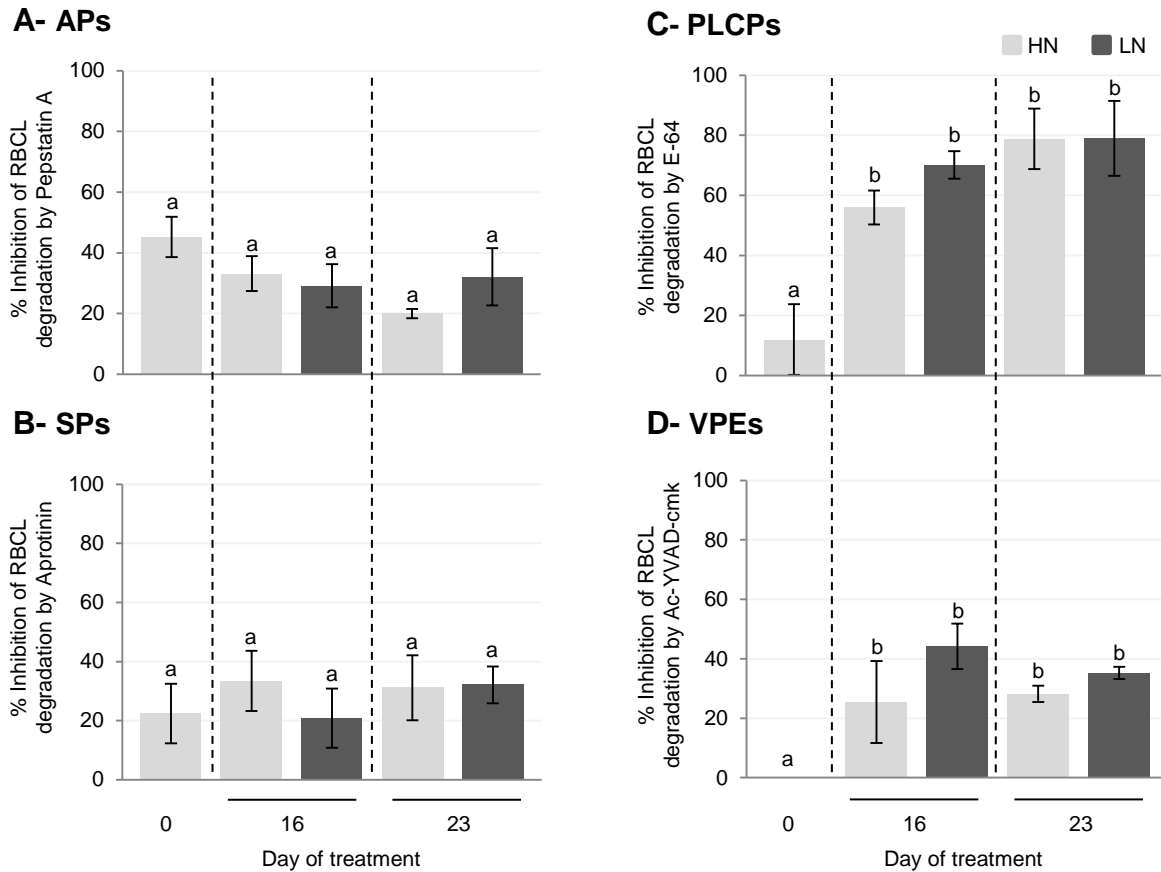 A- APs
% Inhibition of RBCL
degradation by Pepstatin A
100
80
60
40
20
0
a
a
a
a
a
B- SPs
% Inhibition of RBCL
degradation by Aprotinin
100
80
60
40
20
0
a
a
a
a
a
0
16
23
Day of treatment
C- PLCPs
HN
LN
% Inhibition of RBCL
degradation by E-64
100
80
60
40
20
0
a
b
b
b
b
D- VPEs
% Inhibition of RBCL
degradation by Ac-YVAD-cmk
100
80
60
40
20
0
a
b
b
b
b
0
16
23
Day of treatment